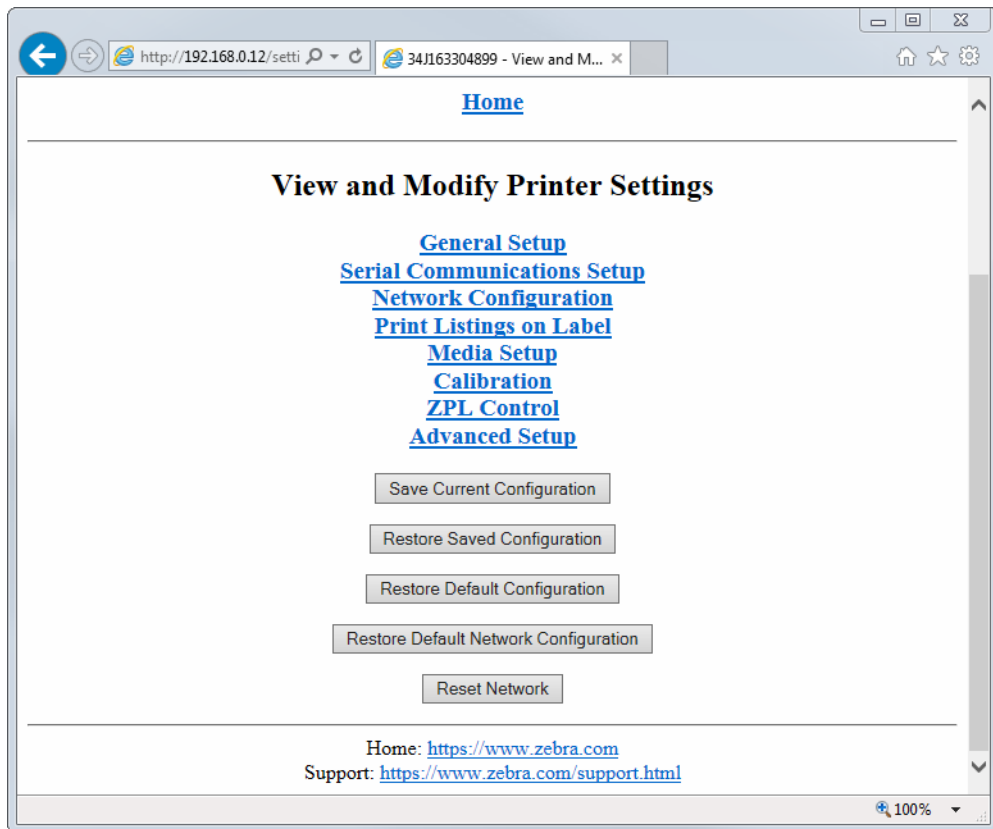 http://192.168.0.12/setti
34J163304899 - View and M...
Home
View and Modify Printer Settings
General Setup
Serial Communications Setup
Network Configuration
Print Listings on Label
Media Setup
Calibration
ZPL Control
Advanced Setup
Save Current Configuration
Restore Saved Configuration
Restore Default Configuration
Restore Default Network Configuration
Reset Network
Home: https://www.zebra.com
Support: https://www.zebra.com/support.html
100%